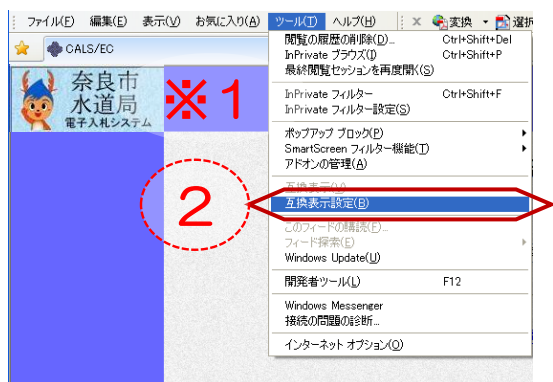 ファイル(F) 編集(E) 表示(V) お気に入り(A) ツール(T) ヘルプ(H) × 変換 選択
CALS/EC
奈良市
水道局
電子入札システム
※1
2
閲覧の履歴の削除(D)... Ctrl+Shift+Del
InPrivate ブラウズ(I) Ctrl+Shift+P
最終閲覧セッションを再度開く(S)
InPrivate フィルター Ctrl+Shift+F
InPrivate フィルター設定(S)
ポップアップ ブロック(P)
SmartScreen フィルター機能(T)
アドオンの管理(A)
互換表示(V)
互換表示設定(B)
このフィードの購読(F)...
フィード探索(E)
Windows Update(U)
開発者ツール(L) F12
Windows Messenger
接続の問題の診断...
インターネット オプション(O)